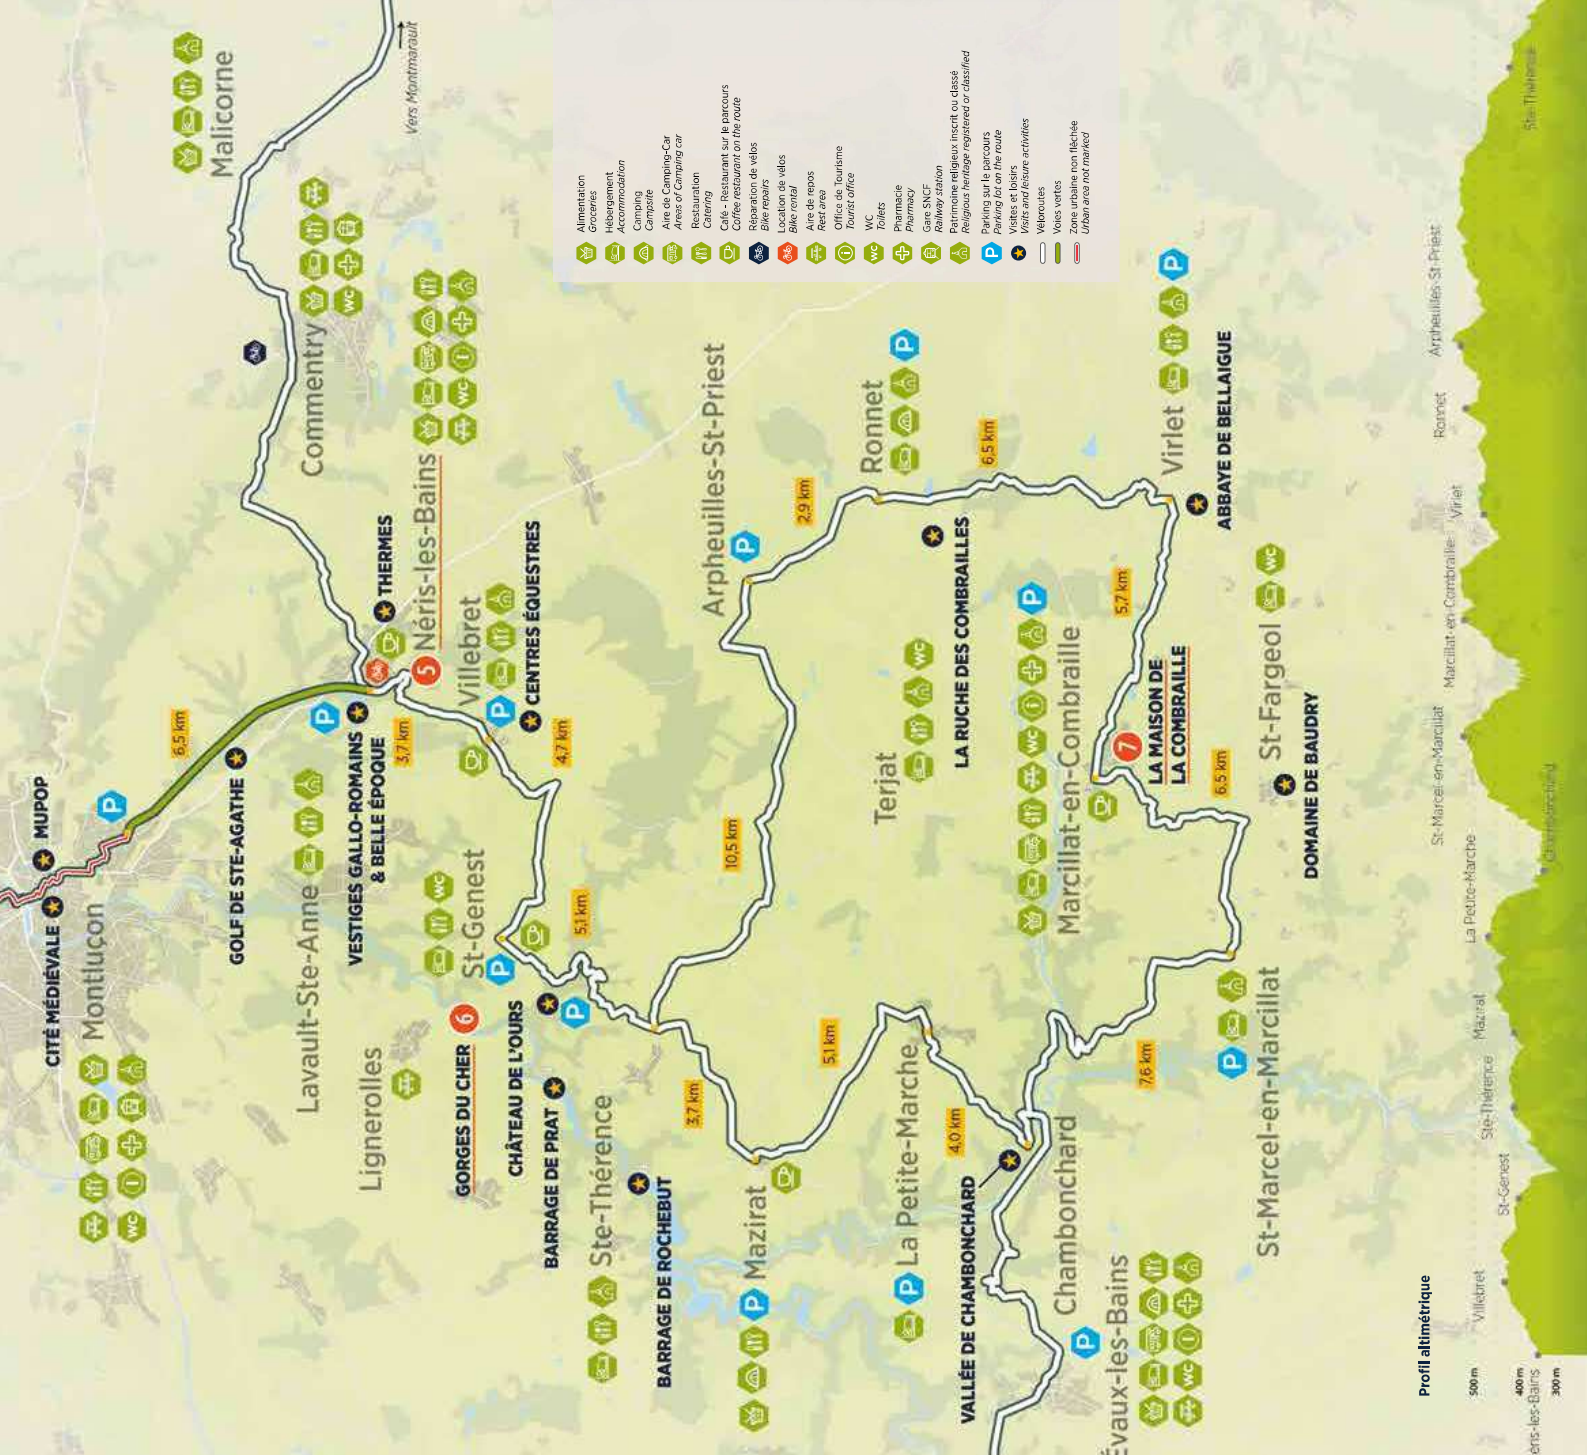 Malicorne
Vers Montmarault
Commentry
Néris-les-Bains
5
THERMES
MUPOP
CITÉ MÉDIÉVALE
Montluçon
6,5 km
GOLF DE STE-AGATHE
VESTIGES GALLO-ROMAINS
& BELLE ÉPOQUE
3,7 km
Lavault-Ste-Anne
Villebret
CENTRES ÉQUESTRES
4,7 km
St-Genest
5,1 km
Lignerolles
GORGES DU CHER
6
CHÂTEAU DE L'OURS
BARRAGE DE PRAT
Ste-Thérence
BARRAGE DE ROCHEBUT
3,7 km
Mazirat
5,1 km
10,5 km
Arpheuilles-St-Priest
2,9 km
Ronnet
6,5 km
LA RUCHE DES COMBRAILLES
Terjat
Virlet
ABBAYE DE BELLAIGUE
5,7 km
Marcillat-en-Combraille
7
LA MAISON DE
LA COMBRAILLE
6,5 km
St-Fargeol
DOMAINE DE BAUDRY
St-Marcel-en-Marcillat
7,6 km
La Petite-Marche
4,0 km
VALLÉE DE CHAMBONCHARD
Chambonchard
Évaux-les-Bains
P
P
P
P
P
P
P
P
P
P
P
P
P
P
WC
WC
WC
WC
WC
WC
WC
WC
Alimentation
Groceries
Hébergement
Accommodation
Camping
Campsite
Aire de Camping-Car
Areas of Camping car
Restauration
Catering
Café - Restaurant sur le parcours
Coffee restaurant on the route
Réparation de vélos
Bike repairs
Location de vélos
Bike rental
Aire de repos
Rest area
Office de Tourisme
Tourist office
WC
WC
Toilets
Pharmacie
Pharmacy
Gare SNCF
Railway station
Patrimoine religieux inscrit ou classé
Religious heritage registered or classified
P
Parking sur le parcours
Parking lot on the route
Visites et loisirs
Visits and leisure activities
Véloroutes
Voies vertes
Zone urbaine non fléchée
Urban area not marked
Profil altimétrique
500 m
400 m
300 m
éris-les-Bains
Villebret
St-Genest
Ste-Thérence
Mazirat
La Petite-Marche
Chambonchard
St-Marcel-en-Marcillat
Marcillat-en-Combraille
Virlet
Ronnet
Arpheuilles-St-Priest
Ste-Thérence